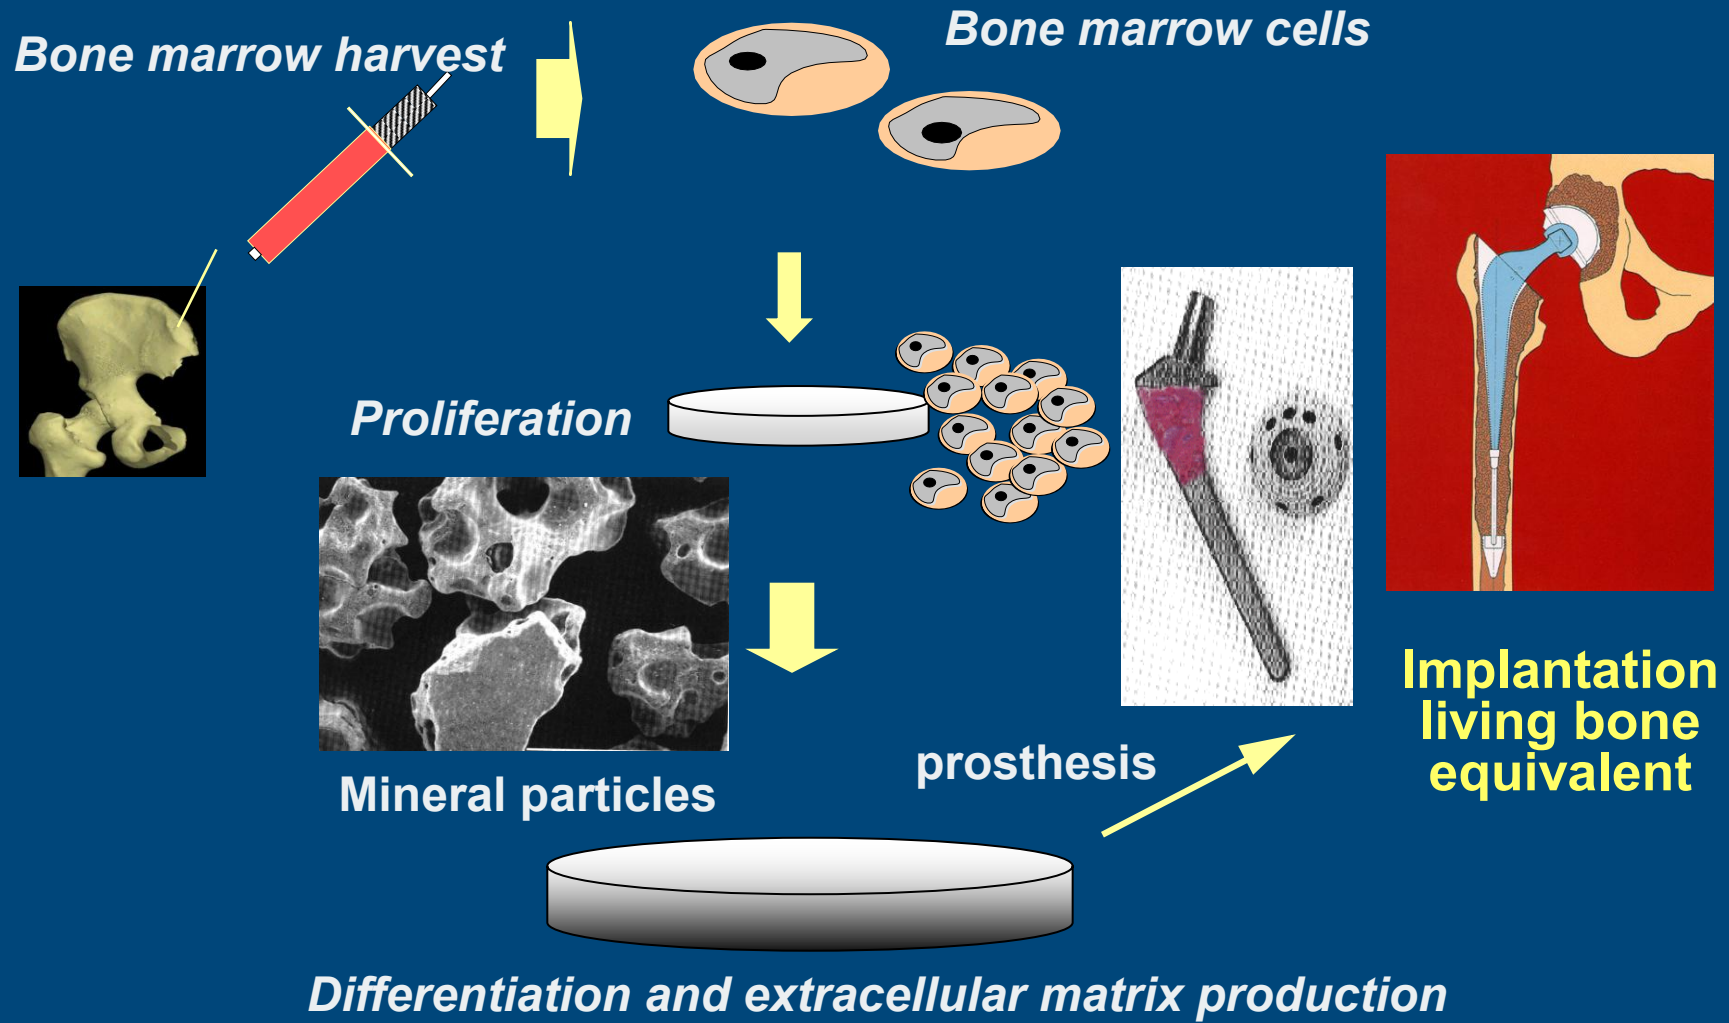 Bone marrow harvest
Bone marrow cells
Proliferation
Mineral particles
prosthesis
Implantation
living bone
equivalent
Differentiation and extracellular matrix production